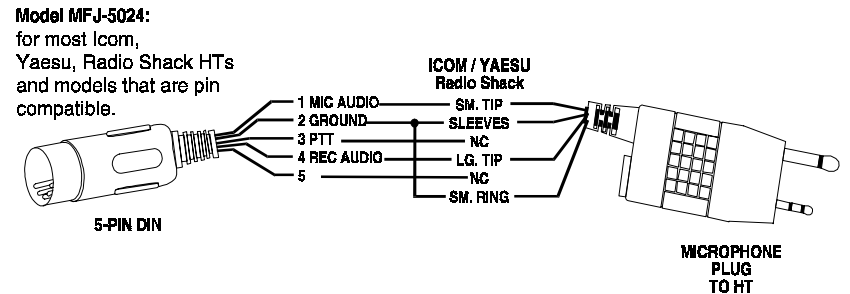 Model MFJ-5024:
for most Icom,
Yaesu, Radio Shack HTs
and models that are pin
compatible.
ICOM / YAESU
Radio Shack
1 MIC AUDIO SM. TIP
2 GROUND SLEEVES
3 PTT NC
4 REC AUDIO LG. TIP
5 NC
SM. RING
5-PIN DIN
MICROPHONE
PLUG
TO HT